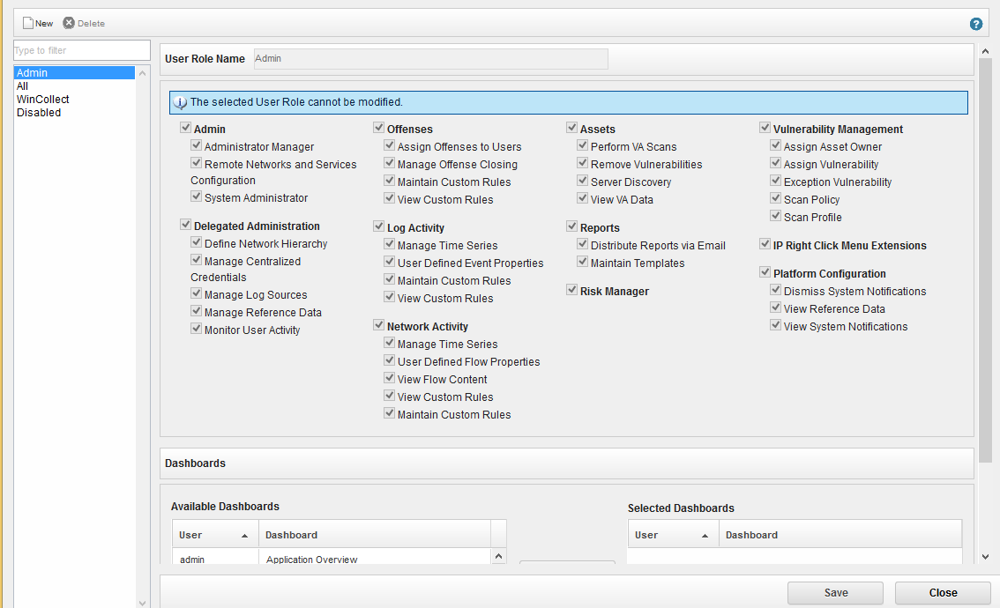 New
Delete
?
Type to filter
Admin
All
WinCollect
Disabled
User Role Name
Admin
The selected User Role cannot be modified.
Admin
Administrator Manager
Remote Networks and Services
Configuration
System Administrator
Delegated Administration
Define Network Hierarchy
Manage Centralized
Credentials
Manage Log Sources
Manage Reference Data
Monitor User Activity
Offenses
Assign Offenses to Users
Manage Offense Closing
Maintain Custom Rules
View Custom Rules
Log Activity
Manage Time Series
User Defined Event Properties
Maintain Custom Rules
View Custom Rules
Network Activity
Manage Time Series
User Defined Flow Properties
View Flow Content
View Custom Rules
Maintain Custom Rules
Assets
Perform VA Scans
Remove Vulnerabilities
Server Discovery
View VA Data
Reports
Distribute Reports via Email
Maintain Templates
Risk Manager
Vulnerability Management
Assign Asset Owner
Assign Vulnerability
Exception Vulnerability
Scan Policy
Scan Profile
IP Right Click Menu Extensions
Platform Configuration
Dismiss System Notifications
View Reference Data
View System Notifications
Dashboards
Available Dashboards
User
Dashboard
admin
Application Overview
Selected Dashboards
User
Dashboard
Save
Close